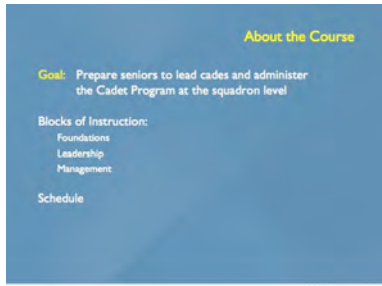 About the Course
Goal: Prepare seniors to lead cades and administer
the Cadet Program at the squadron level
Blocks of Instruction:
Foundations
Leadership
Management
Schedule